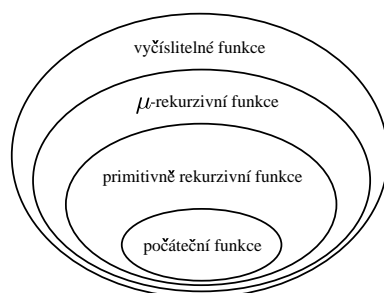 vyčíslitelné funkce
μ-rekurzivní funkce
primitivně rekurzivní funkce
počáteční funkce